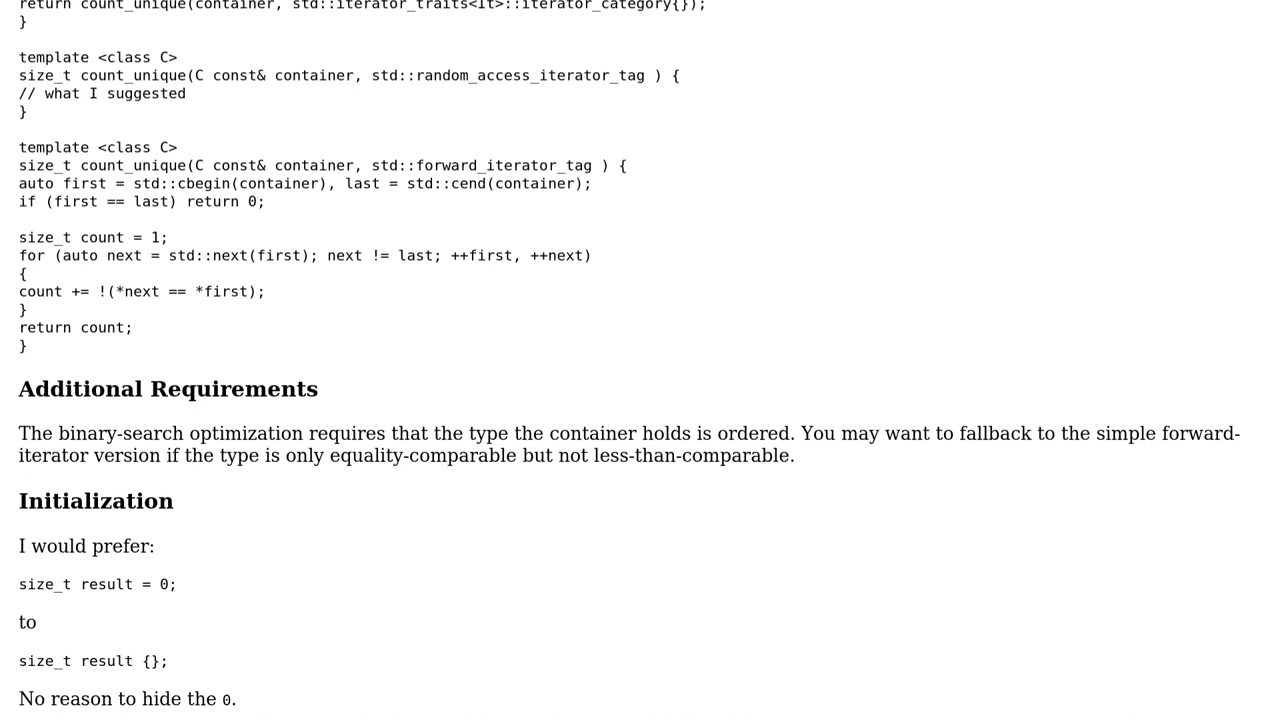 return count_unique(container, std::iterator_traits<It>::iterator_category{});
}
template <class C>
size_t count_unique(C const& container, std::random_access_iterator_tag ) {
// what I suggested
}
template <class C>
size_t count_unique(C const& container, std::forward_iterator_tag ) {
auto first = std::cbegin(container), last = std::cend(container);
if (first == last) return 0;
size_t count = 1;
for (auto next = std::next(first); next != last; ++first, ++next)
{
count += !(*next == *first);
}
return count;
}
Additional Requirements
The binary-search optimization requires that the type the container holds is ordered. You may want to fallback to the simple forward-
iterator version if the type is only equality-comparable but not less-than-comparable.
Initialization
I would prefer:
size_t result = 0;
to
size_t result {};
No reason to hide the 0.